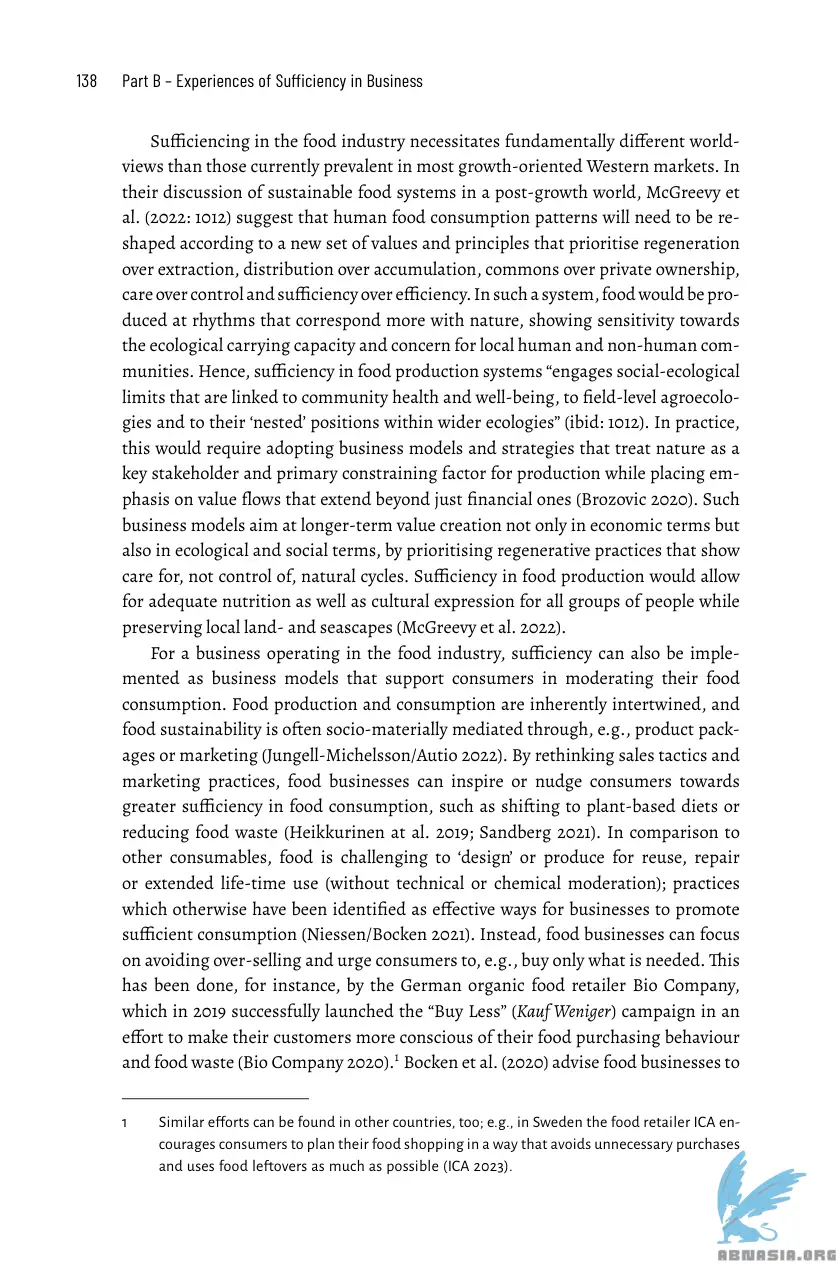 138 Part B – Experiences of Sufficiency in Business
Sufficiencing in the food industry necessitates fundamentally different world-
views than those currently prevalent in most growth-oriented Western markets. In
their discussion of sustainable food systems in a post-growth world, McGreevy et
al. (2022: 1012) suggest that human food consumption patterns will need to be re-
shaped according to a new set of values and principles that prioritise regeneration
over extraction, distribution over accumulation, commons over private ownership,
care over control and sufficiency over efficiency. In such a system, food would be pro-
duced at rhythms that correspond more with nature, showing sensitivity towards
the ecological carrying capacity and concern for local human and non-human com-
munities. Hence, sufficiency in food production systems “engages social-ecological
limits that are linked to community health and well-being, to field-level agroecolo-
gies and to their ‘nested’ positions within wider ecologies” (ibid: 1012). In practice,
this would require adopting business models and strategies that treat nature as a
key stakeholder and primary constraining factor for production while placing em-
phasis on value flows that extend beyond just financial ones (Brozovic 2020). Such
business models aim at longer-term value creation not only in economic terms but
also in ecological and social terms, by prioritising regenerative practices that show
care for, not control of, natural cycles. Sufficiency in food production would allow
for adequate nutrition as well as cultural expression for all groups of people while
preserving local land- and seascapes (McGreevy et al. 2022).
For a business operating in the food industry, sufficiency can also be imple-
mented as business models that support consumers in moderating their food
consumption. Food production and consumption are inherently intertwined, and
food sustainability is often socio-materially mediated through, e.g., product pack-
ages or marketing (Jungell-Michelsson/Autio 2022). By rethinking sales tactics and
marketing practices, food businesses can inspire or nudge consumers towards
greater sufficiency in food consumption, such as shifting to plant-based diets or
reducing food waste (Heikkurinen at al. 2019; Sandberg 2021). In comparison to
other consumables, food is challenging to ‘design’ or produce for reuse, repair
or extended life-time use (without technical or chemical moderation); practices
which otherwise have been identified as effective ways for businesses to promote
sufficient consumption (Niessen/Bocken 2021). Instead, food businesses can focus
on avoiding over-selling and urge consumers to, e.g., buy only what is needed. This
has been done, for instance, by the German organic food retailer Bio Company,
which in 2019 successfully launched the “Buy Less” (Kauf Weniger) campaign in an
effort to make their customers more conscious of their food purchasing behaviour
and food waste (Bio Company 2020).¹ Bocken et al. (2020) advise food businesses to
1 Similar efforts can be found in other countries, too; e.g., in Sweden the food retailer ICA en-
courages consumers to plan their food shopping in a way that avoids unnecessary purchases
and uses food leftovers as much as possible (ICA 2023).
ABNASIA.ORG